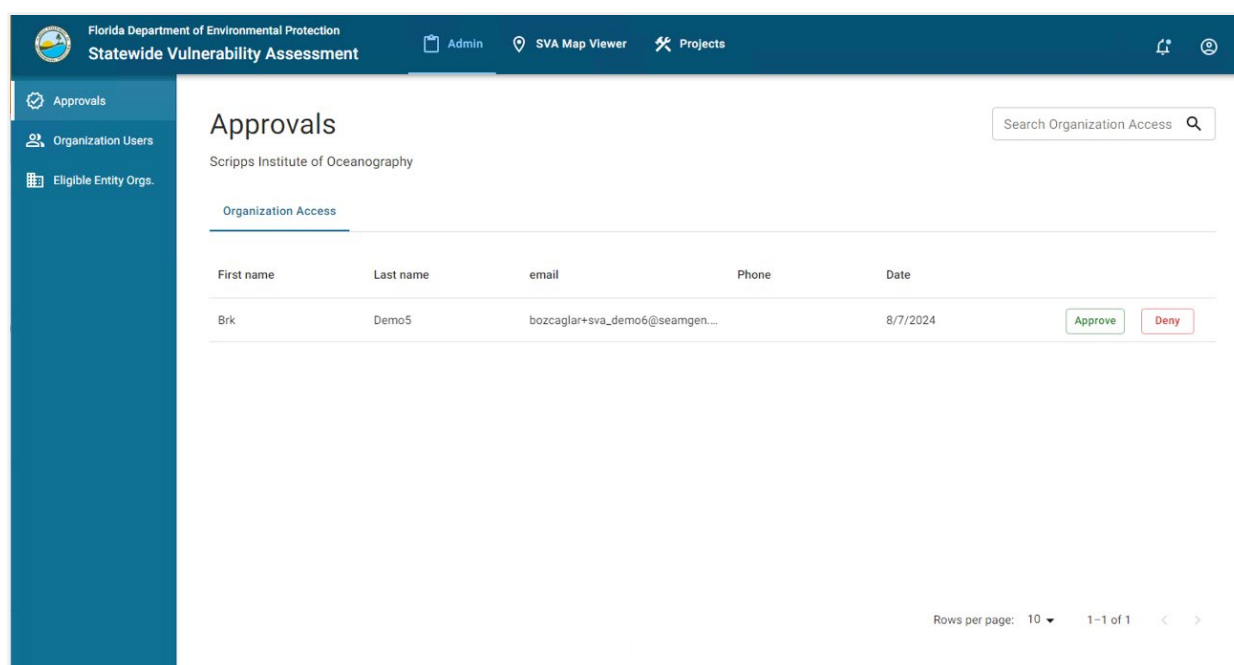 Florida Department of Environmental Protection
Statewide Vulnerability Assessment
Admin
SVA Map Viewer
Projects
Approvals
Organization Users
Eligible Entity Orgs.
Approvals
Search Organization Access
Scripps Institute of Oceanography
Organization Access
First name Last name email Phone Date
Brk Demo5 bozcaglar+sva_demo6@seamgen.... 8/7/2024 Approve Deny
Rows per page: 10 1–1 of 1